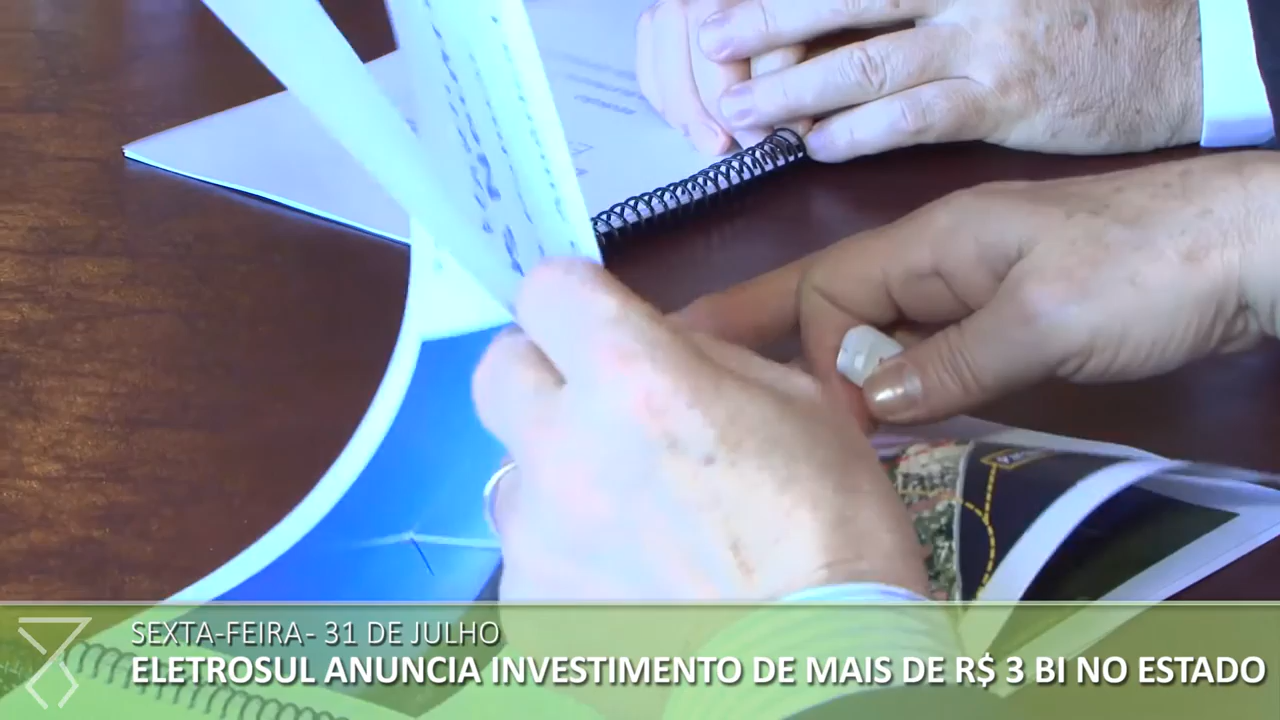 SEXTA-FEIRA- 31 DE JULHO
ELETROSUL ANUNCIA INVESTIMENTO DE MAIS DE R$ 3 BI NO ESTADO